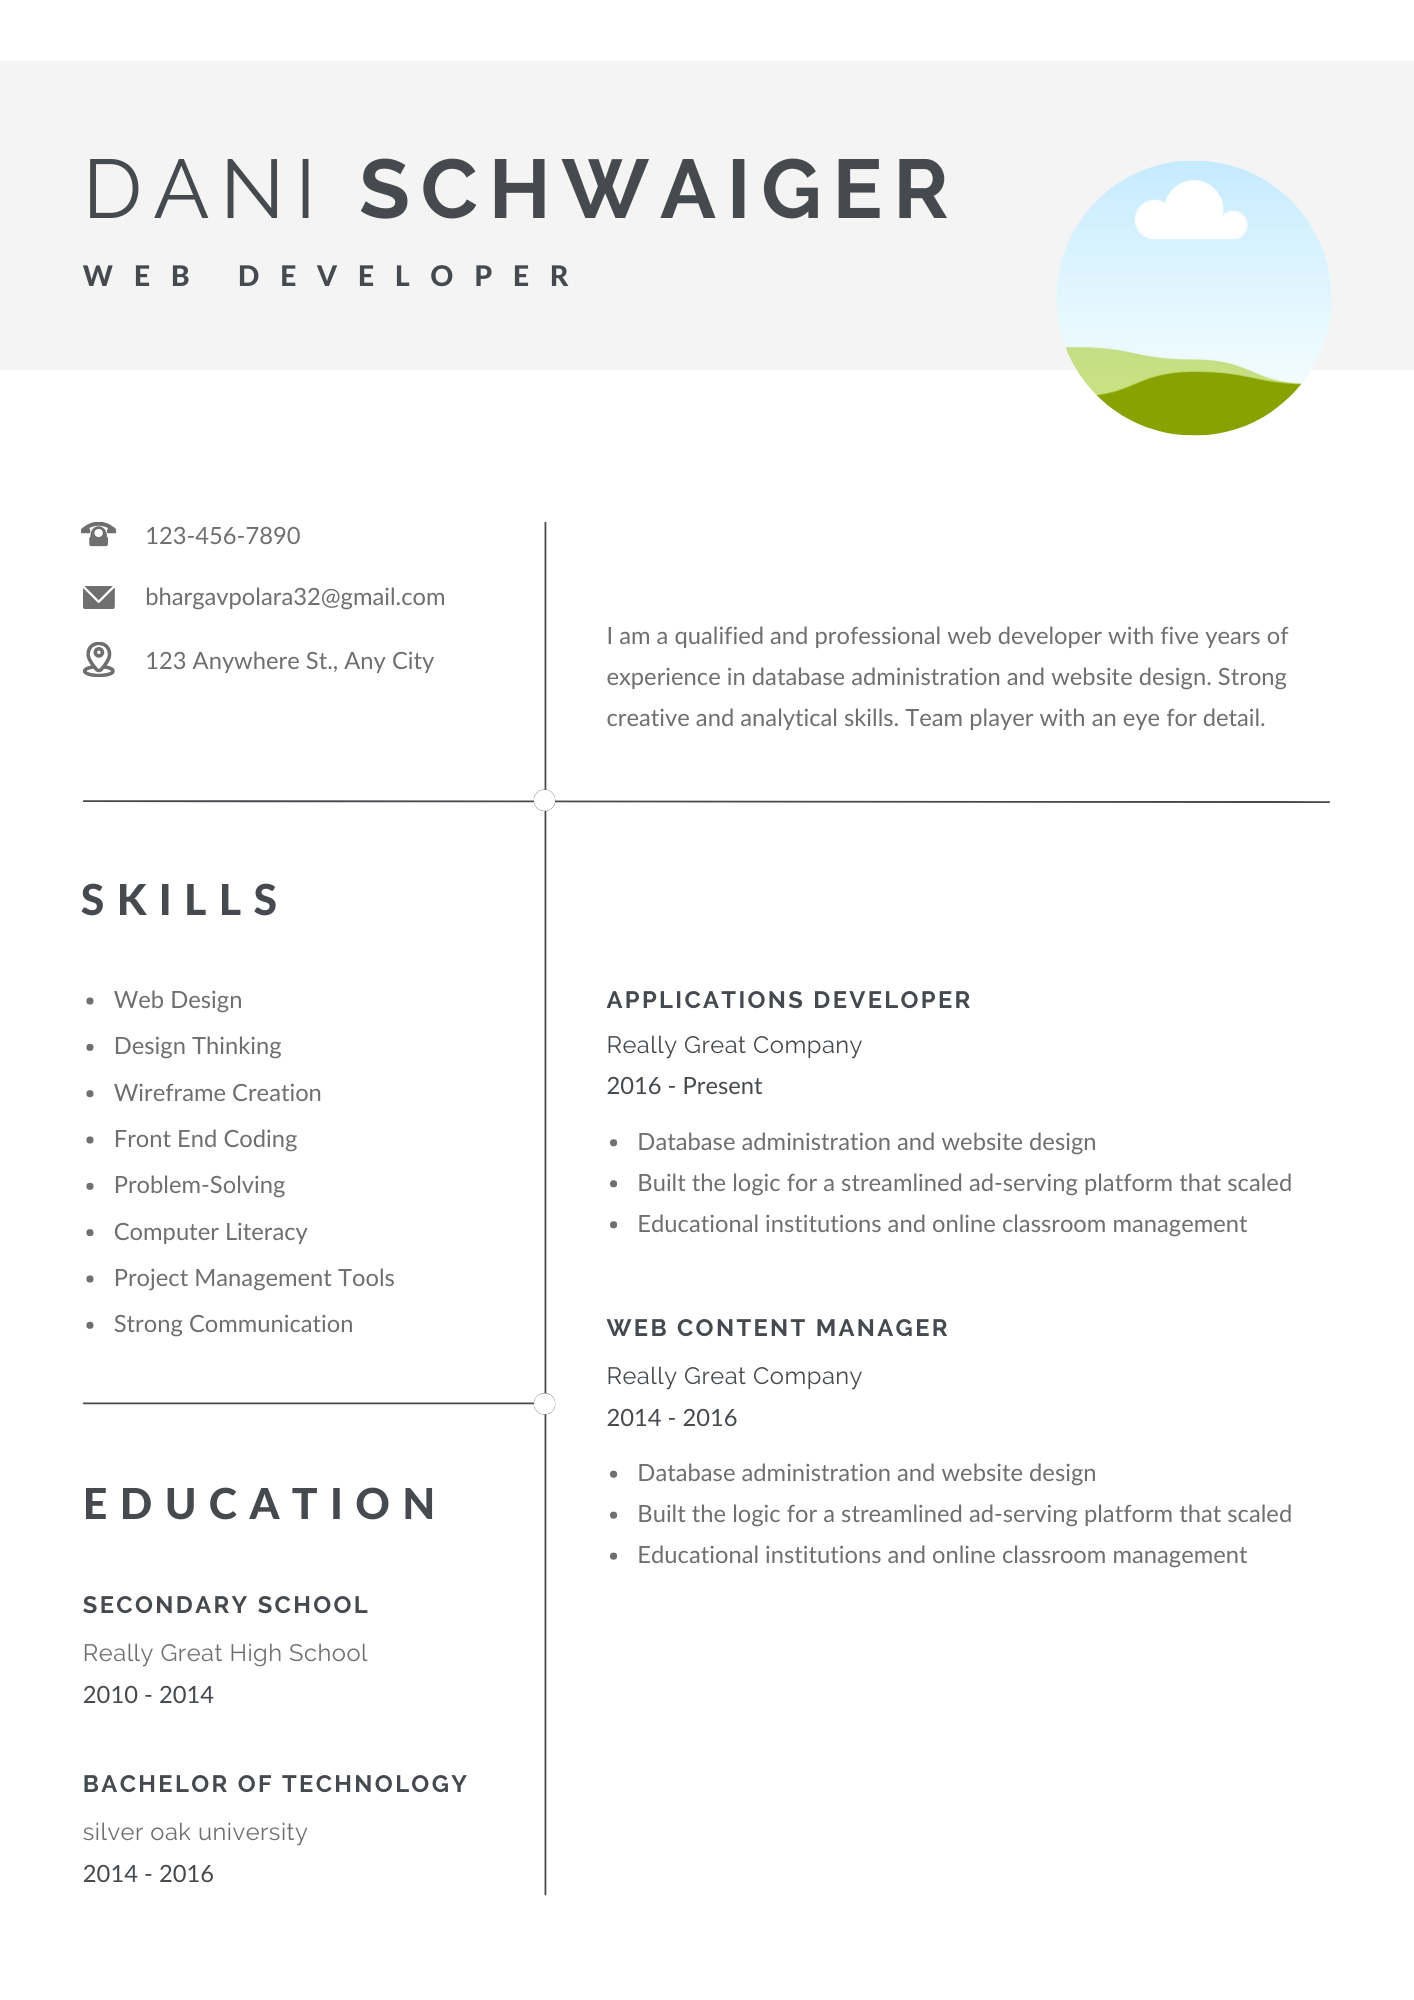 DANI SCHWAIGER
WEB DEVELOPER
123-456-7890
bhargavpolara32@gmail.com
123 Anywhere St., Any City
I am a qualified and professional web developer with five years of
experience in database administration and website design. Strong
creative and analytical skills. Team player with an eye for detail.
SKILLS
• Web Design
• Design Thinking
• Wireframe Creation
• Front End Coding
• Problem-Solving
• Computer Literacy
• Project Management Tools
• Strong Communication
EDUCATION
SECONDARY SCHOOL
Really Great High School
2010 - 2014
BACHELOR OF TECHNOLOGY
silver oak university
2014 - 2016
APPLICATIONS DEVELOPER
Really Great Company
2016 - Present
• Database administration and website design
• Built the logic for a streamlined ad-serving platform that scaled
• Educational institutions and online classroom management
WEB CONTENT MANAGER
Really Great Company
2014 - 2016
• Database administration and website design
• Built the logic for a streamlined ad-serving platform that scaled
• Educational institutions and online classroom management